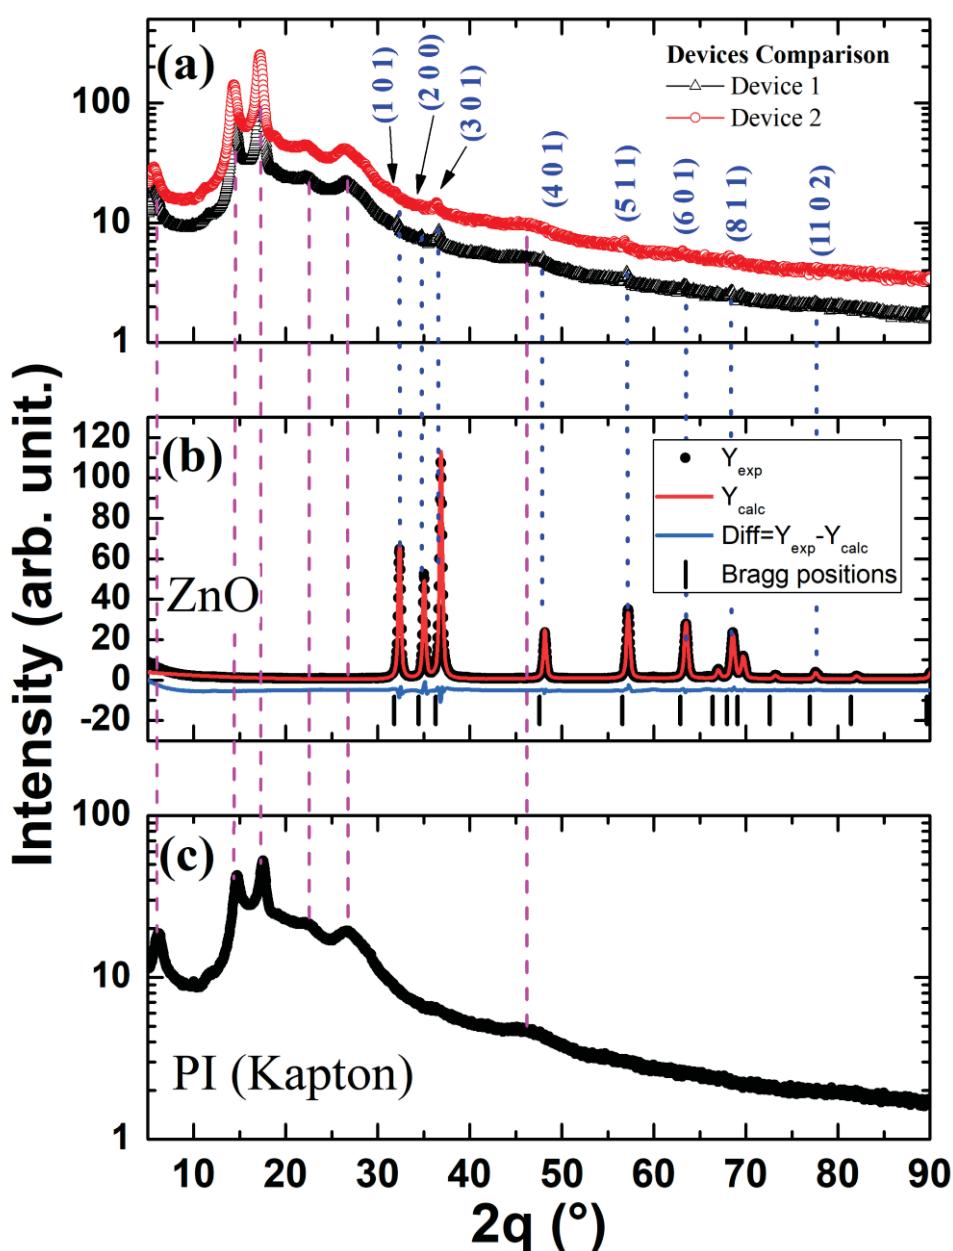 Intensity (arb. unit.)
(a)
Devices Comparison
Device 1
Device 2
(1 0 1)
(2 0 0)
(3 0 1)
(4 0 1)
(5 1 1)
(6 0 1)
(8 1 1)
(11 0 2)
100
10
1
(b)
ZnO
Yexp
Ycalc
Diff=Yexp-Ycalc
Bragg positions
120
100
80
60
40
20
0
-20
(c)
PI (Kapton)
100
10
1
10 20 30 40 50 60 70 80 90
2q (°)